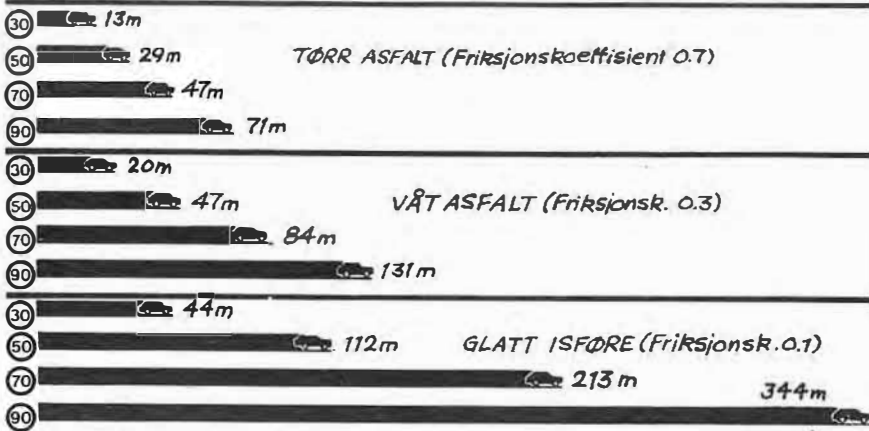 30 13m
50 29m TØRR ASFALT (Friksjonskoeffisient 0.7)
70 47m
90 71m
30 20m
50 47m VÅT ASFALT (Friksjonsk. 0.3)
70 84m
90 131m
30 44m
50 112m GLATT ISFØRE (Friksjonsk. 0.1)
70 213m
90 344m